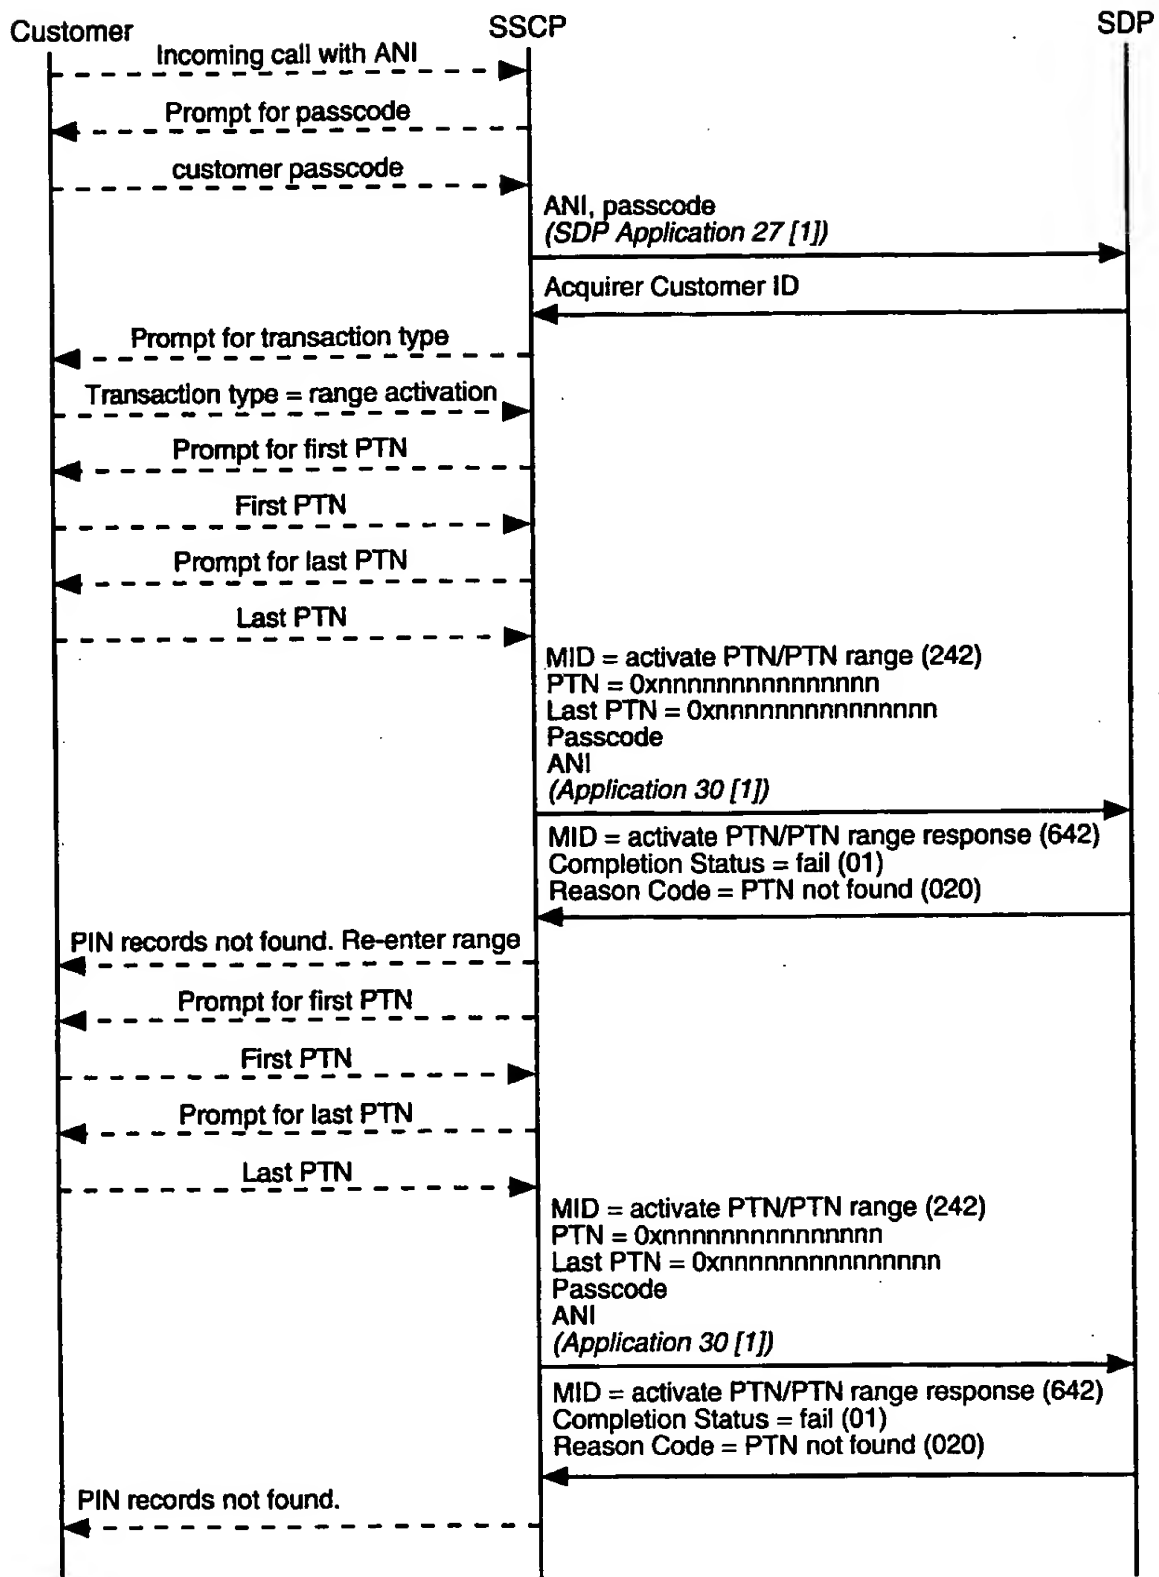 Customer
SSCP
SDP
Incoming call with ANI
Prompt for passcode
customer passcode
ANI, passcode
(SDP Application 27 [1])
Acquirer Customer ID
Prompt for transaction type
Transaction type = range activation
Prompt for first PTN
First PTN
Prompt for last PTN
Last PTN
MID = activate PTN/PTN range (242)
PTN = 0xnnnnnnnnnnnnnnnnn
Last PTN = 0xnnnnnnnnnnnnnnnnn
Passcode
ANI
(Application 30 [1])
MID = activate PTN/PTN range response (642)
Completion Status = fail (01)
Reason Code = PTN not found (020)
PIN records not found. Re-enter range
Prompt for first PTN
First PTN
Prompt for last PTN
Last PTN
MID = activate PTN/PTN range (242)
PTN = 0xnnnnnnnnnnnnnnnnn
Last PTN = 0xnnnnnnnnnnnnnnnnn
Passcode
ANI
(Application 30 [1])
MID = activate PTN/PTN range response (642)
Completion Status = fail (01)
Reason Code = PTN not found (020)
PIN records not found.